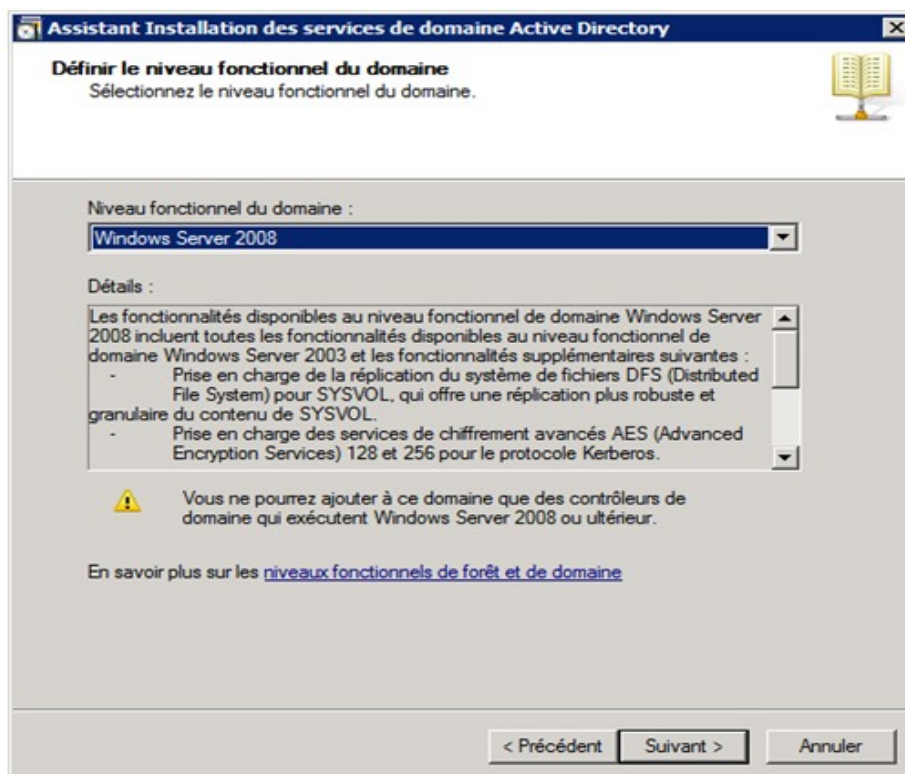 Assistant Installation des services de domaine Active Directory
Définir le niveau fonctionnel du domaine
Sélectionnez le niveau fonctionnel du domaine.
Niveau fonctionnel du domaine :
Windows Server 2008
Détails :
Les fonctionnalités disponibles au niveau fonctionnel de domaine Windows Server
2008 incluent toutes les fonctionnalités disponibles au niveau fonctionnel de
domaine Windows Server 2003 et les fonctionnalités supplémentaires suivantes :
- Prise en charge de la réplication du système de fichiers DFS (Distributed
File System) pour SYSVOL, qui offre une réplication plus robuste et
granulaire du contenu de SYSVOL.
- Prise en charge des services de chiffrement avancés AES (Advanced
Encryption Services) 128 et 256 pour le protocole Kerberos.
Vous ne pourrez ajouter à ce domaine que des contrôleurs de
domaine qui exécutent Windows Server 2008 ou ultérieur.
En savoir plus sur les niveaux fonctionnels de forêt et de domaine
< Précédent Suivant > Annuler